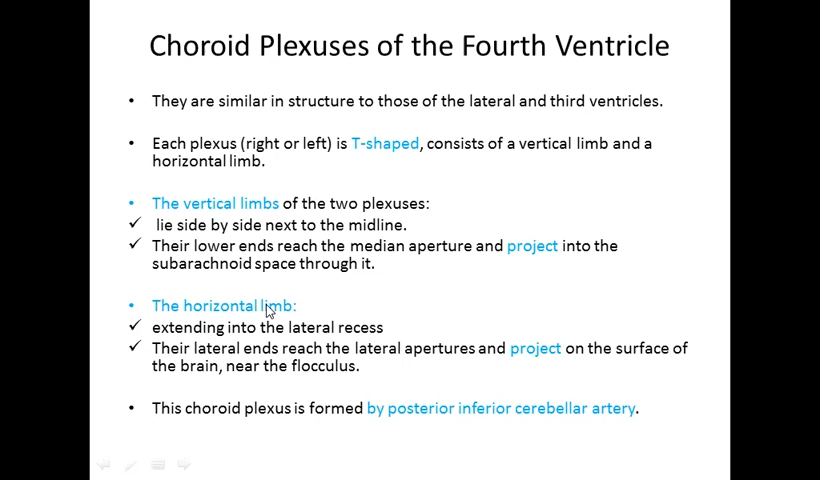 Choroid Plexuses of the Fourth Ventricle
• They are similar in structure to those of the lateral and third ventricles.
• Each plexus (right or left) is T-shaped, consists of a vertical limb and a
horizontal limb.
• The vertical limbs of the two plexuses:
✓ lie side by side next to the midline.
✓ Their lower ends reach the median aperture and project into the
subarachnoid space through it.
• The horizontal limb:
✓ extending into the lateral recess
✓ Their lateral ends reach the lateral apertures and project on the surface of
the brain, near the flocculus.
• This choroid plexus is formed by posterior inferior cerebellar artery.